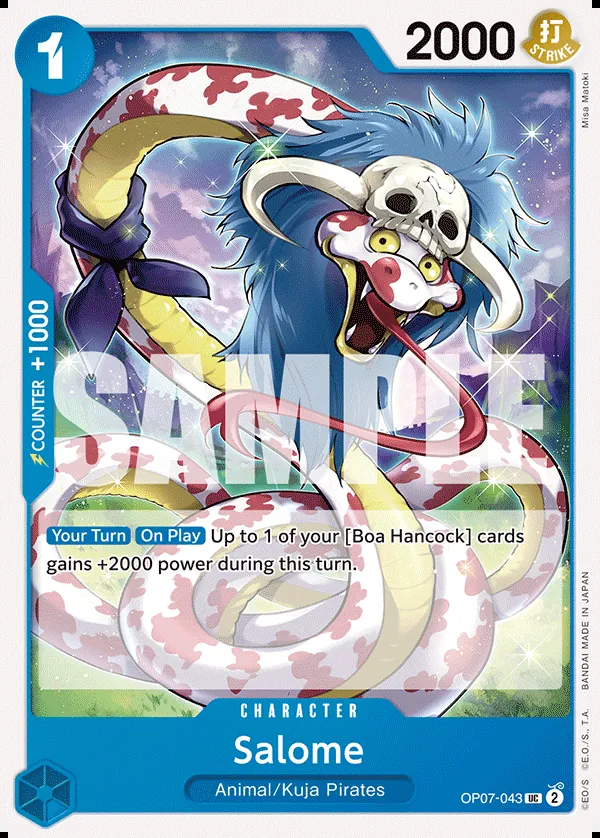 1
2000
打
STRIKE
Misa Matoki
COUNTER +1000
SAMPLE
Your Turn On Play Up to 1 of your [Boa Hancock] cards
gains +2000 power during this turn.
CHARACTER
Salome
Animal/Kuja Pirates
OP07-043 UC 2
©EO/S ©E.O./S., T.A. BANDAI MADE IN JAPAN